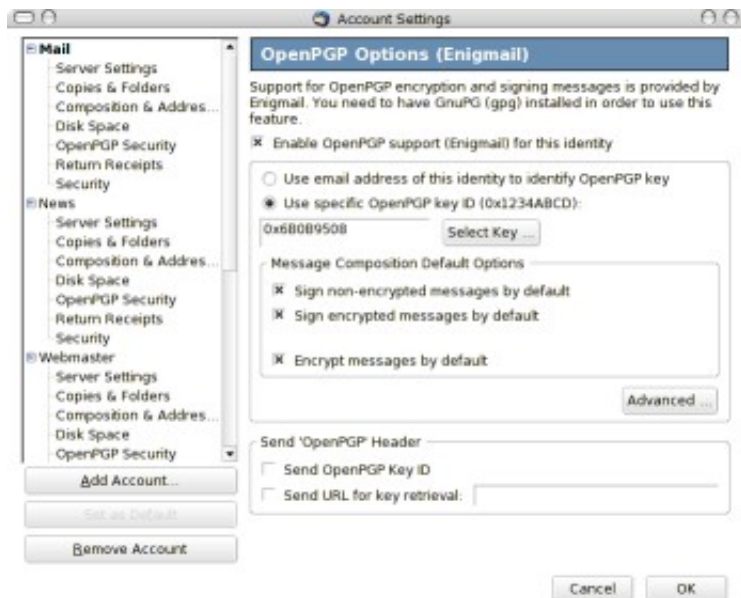 Account Settings
Mail
Server Settings
Copies & Folders
Composition & Addres...
Disk Space
OpenPGP Security
Return Receipts
Security
News
Server Settings
Copies & Folders
Composition & Addres...
Disk Space
OpenPGP Security
Return Receipts
Security
Webmaster
Server Settings
Copies & Folders
Composition & Addres...
Disk Space
OpenPGP Security
Add Account...
Set as Default
Remove Account
OpenPGP Options (Enigmail)
Support for OpenPGP encryption and signing messages is provided by
Enigmail. You need to have GnuPG (gpg) installed in order to use this
feature.
Enable OpenPGP support (Enigmail) for this identity
Use email address of this identity to identify OpenPGP key
Use specific OpenPGP key ID (0x1234ABCD):
0x6B0B9508
Select Key ...
Message Composition Default Options
Sign non-encrypted messages by default
Sign encrypted messages by default
Encrypt messages by default
Advanced ...
Send 'OpenPGP' Header
Send OpenPGP Key ID
Send URL for key retrieval:
Cancel
OK